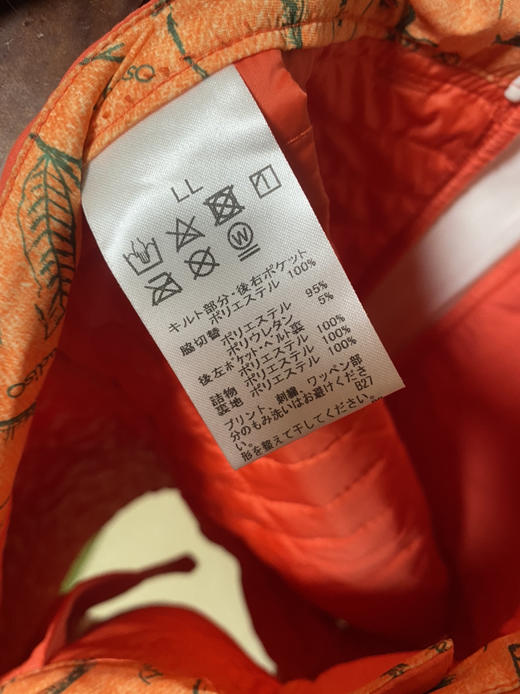 LL
W
キルト部分・後右ポケット
ポリエステル 100%
脇切替 ポリエステル 95%
ポリウレタン 5%
後左ポケット・ベルト裏
ポリエステル 100%
詰物 ポリエステル 100%
裏地 ポリエステル 100%
プリント、刺繍、ワッペン部
分のもみ洗いはお避けくださ
い。
形を整えて干してください。
B27